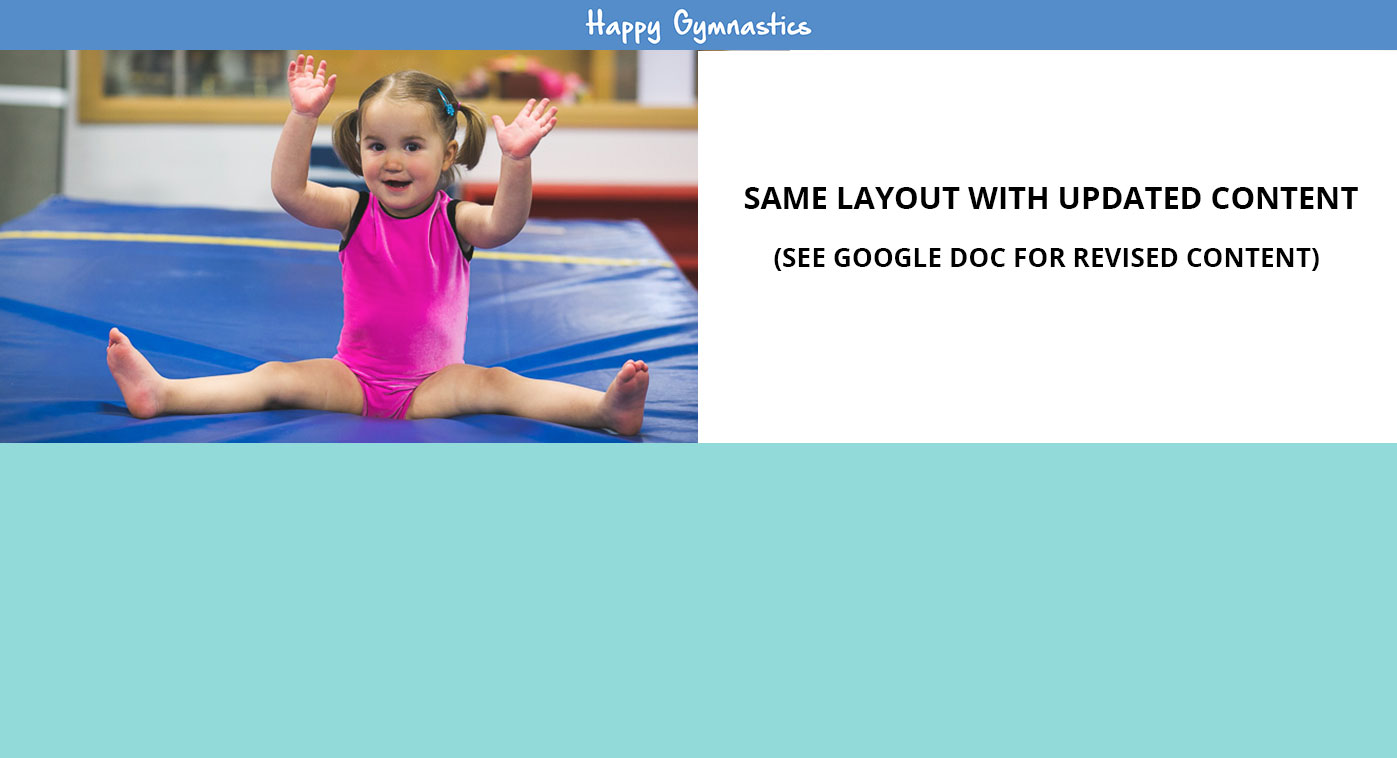 Happy Gymnastics
SAME LAYOUT WITH UPDATED CONTENT
(SEE GOOGLE DOC FOR REVISED CONTENT)